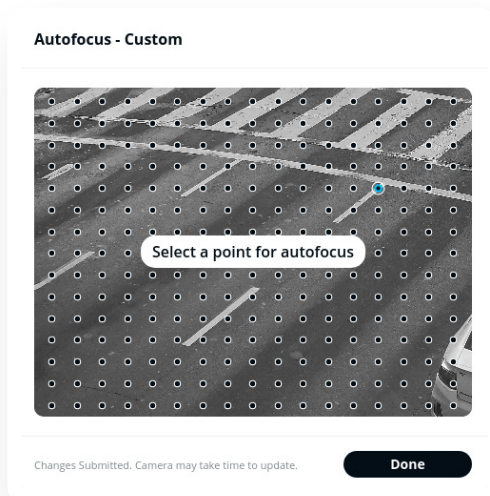 Autofocus - Custom
Select a point for autofocus
Changes Submitted. Camera may take time to update.
Done